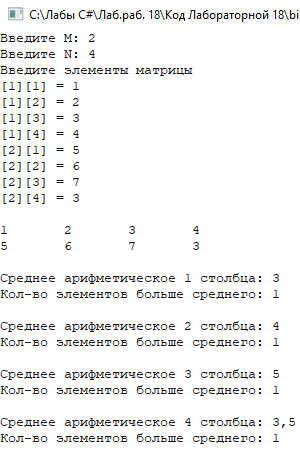 C:\Лабы C#\Лаб.раб. 18\Код Лабораторной 18\bi
Введите M: 2
Введите N: 4
Введите элементы матрицы
[1][1] = 1
[1][2] = 2
[1][3] = 3
[1][4] = 4
[2][1] = 5
[2][2] = 6
[2][3] = 7
[2][4] = 3
1 2 3 4
5 6 7 3
Среднее арифметическое 1 столбца: 3
Кол-во элементов больше среднего: 1
Среднее арифметическое 2 столбца: 4
Кол-во элементов больше среднего: 1
Среднее арифметическое 3 столбца: 5
Кол-во элементов больше среднего: 1
Среднее арифметическое 4 столбца: 3,5
Кол-во элементов больше среднего: 1